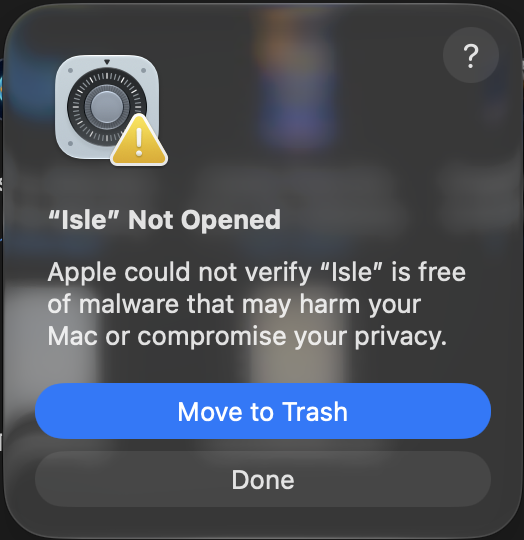 ?
“Isle” Not Opened
Apple could not verify “Isle” is free
of malware that may harm your
Mac or compromise your privacy.
Move to Trash
Done